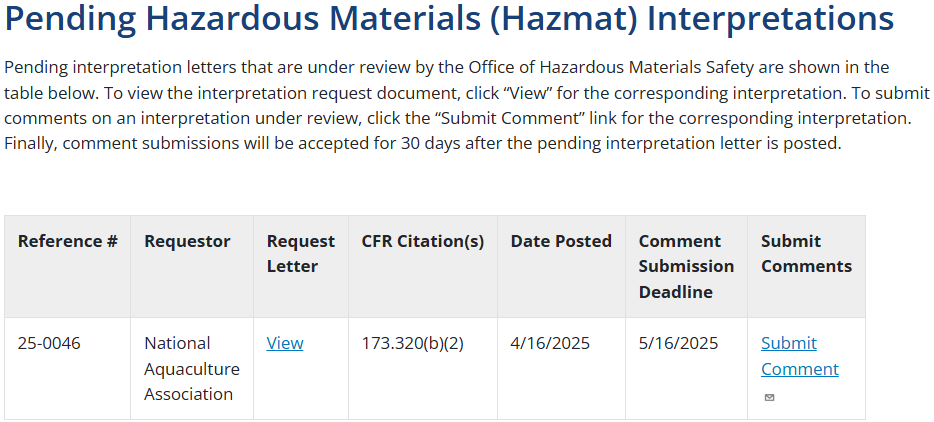 Pending Hazardous Materials (Hazmat) Interpretations
Pending interpretation letters that are under review by the Office of Hazardous Materials Safety are shown in the
table below. To view the interpretation request document, click “View” for the corresponding interpretation. To submit
comments on an interpretation under review, click the “Submit Comment” link for the corresponding interpretation.
Finally, comment submissions will be accepted for 30 days after the pending interpretation letter is posted.
Reference #
Requestor
Request
Letter
CFR Citation(s)
Date Posted
Comment
Submission
Deadline
Submit
Comments
25-0046
National
Aquaculture
Association
View
173.320(b)(2)
4/16/2025
5/16/2025
Submit
Comment